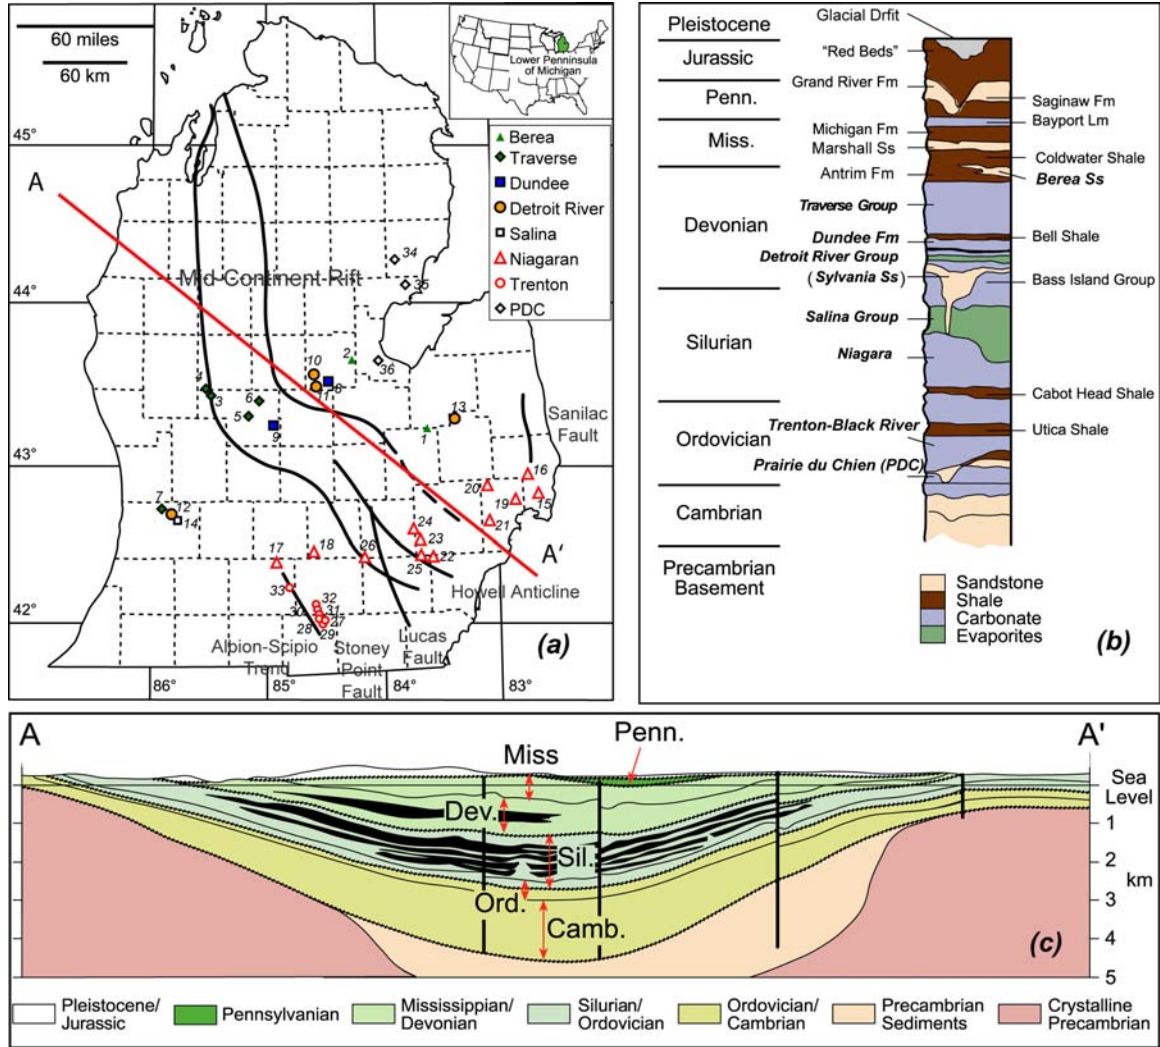 60 miles
60 km
Lower Penninsula
of Michigan
45°
44°
43°
42°
A
Mid-Continent Rift
Berea
Traverse
Dundee
Detroit River
Salina
Niagaran
Trenton
PDC
34
35
10
2
36
8
11
4
3
6
5
9
13
1
Sanilac
Fault
16
20
19
15
21
7
12
14
24
23
17
18
26
25
22
A'
33
32
30
31
27
28
29
Howell Anticline
Albion-Scipio
Trend
Stoney
Point
Fault
Lucas
Fault
(a)
86°
85°
84°
83°
Pleistocene
Jurassic
Penn.
Miss.
Devonian
Silurian
Ordovician
Cambrian
Precambrian
Basement
Glacial Drfit
"Red Beds"
Grand River Fm
Saginaw Fm
Bayport Lm
Michigan Fm
Marshall Ss
Coldwater Shale
Antrim Fm
Berea Ss
Traverse Group
Dundee Fm
Bell Shale
Detroit River Group
(Sylvania Ss)
Bass Island Group
Salina Group
Niagara
Cabot Head Shale
Trenton-Black River
Utica Shale
Prairie du Chien (PDC)
Sandstone
Shale
Carbonate
Evaporites
(b)
A
Miss
Penn.
A'
Sea
Level
Dev.
Sil.
Ord.
Camb.
1
2
km
3
4
5
(c)
Pleistocene/
Jurassic
Pennsylvanian
Mississippian/
Devonian
Silurian/
Ordovician
Ordovician/
Cambrian
Precambrian
Sediments
Crystalline
Precambrian